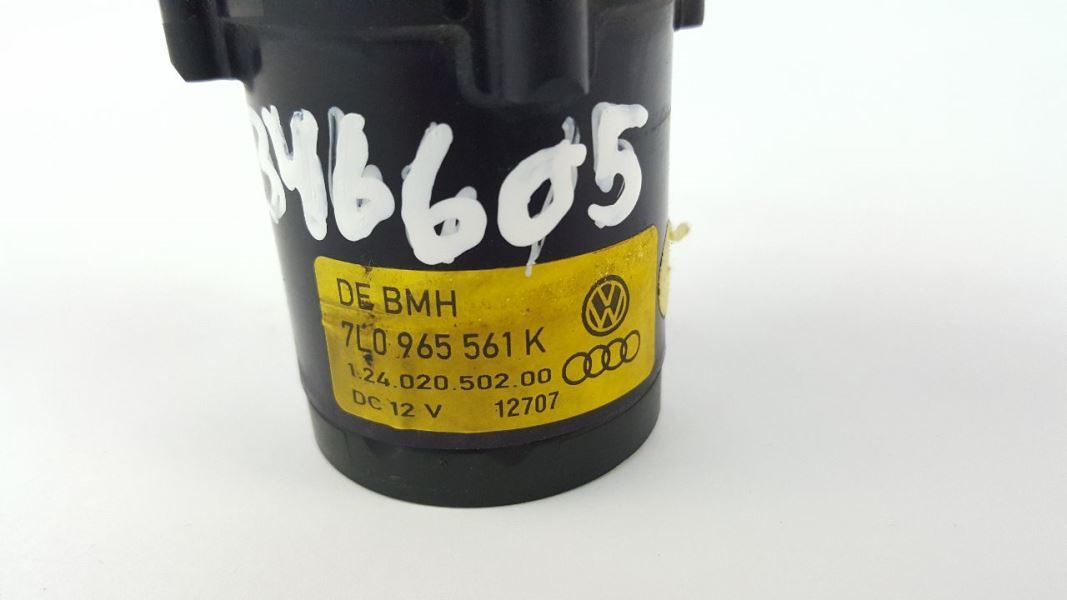 346605
DE BMH
7L0 965 561 K
1.24.020.502.00
DC 12 V 12707